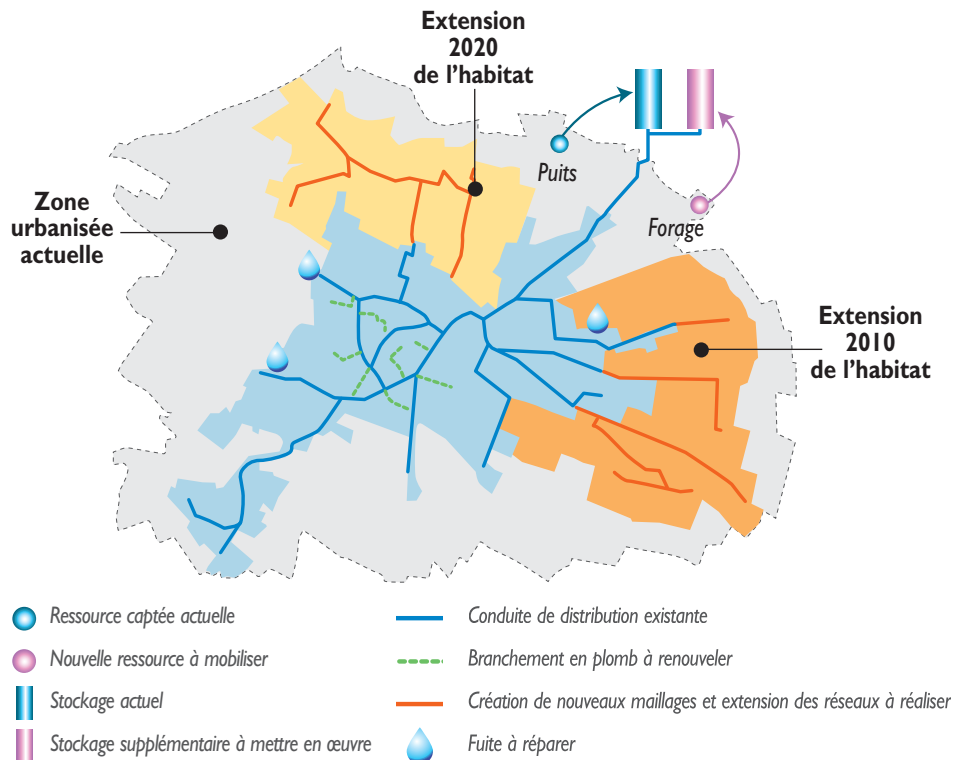 Extension
2020
de l’habitat
Puits
Zone
urbanisée
actuelle
Forage
Extension
2010
de l’habitat
Ressource captée actuelle
Conduite de distribution existante
Nouvelle ressource à mobiliser
Branchement en plomb à renouveler
Stockage actuel
Création de nouveaux maillages et extension des réseaux à réaliser
Stockage supplémentaire à mettre en œuvre
Fuite à réparer